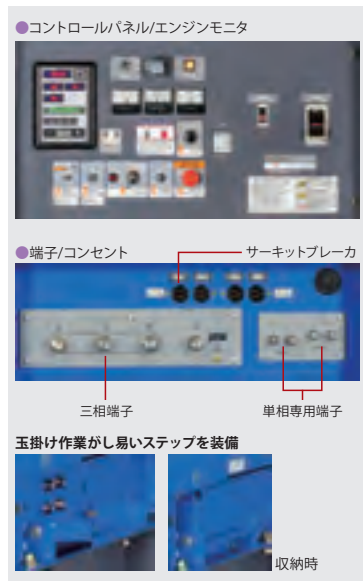 ●コントロールパネル/エンジンモニタ
●端子/コンセント
サーキットブレーカ
三相端子
単相専用端子
玉掛け作業がし易いステップを装備
収納時